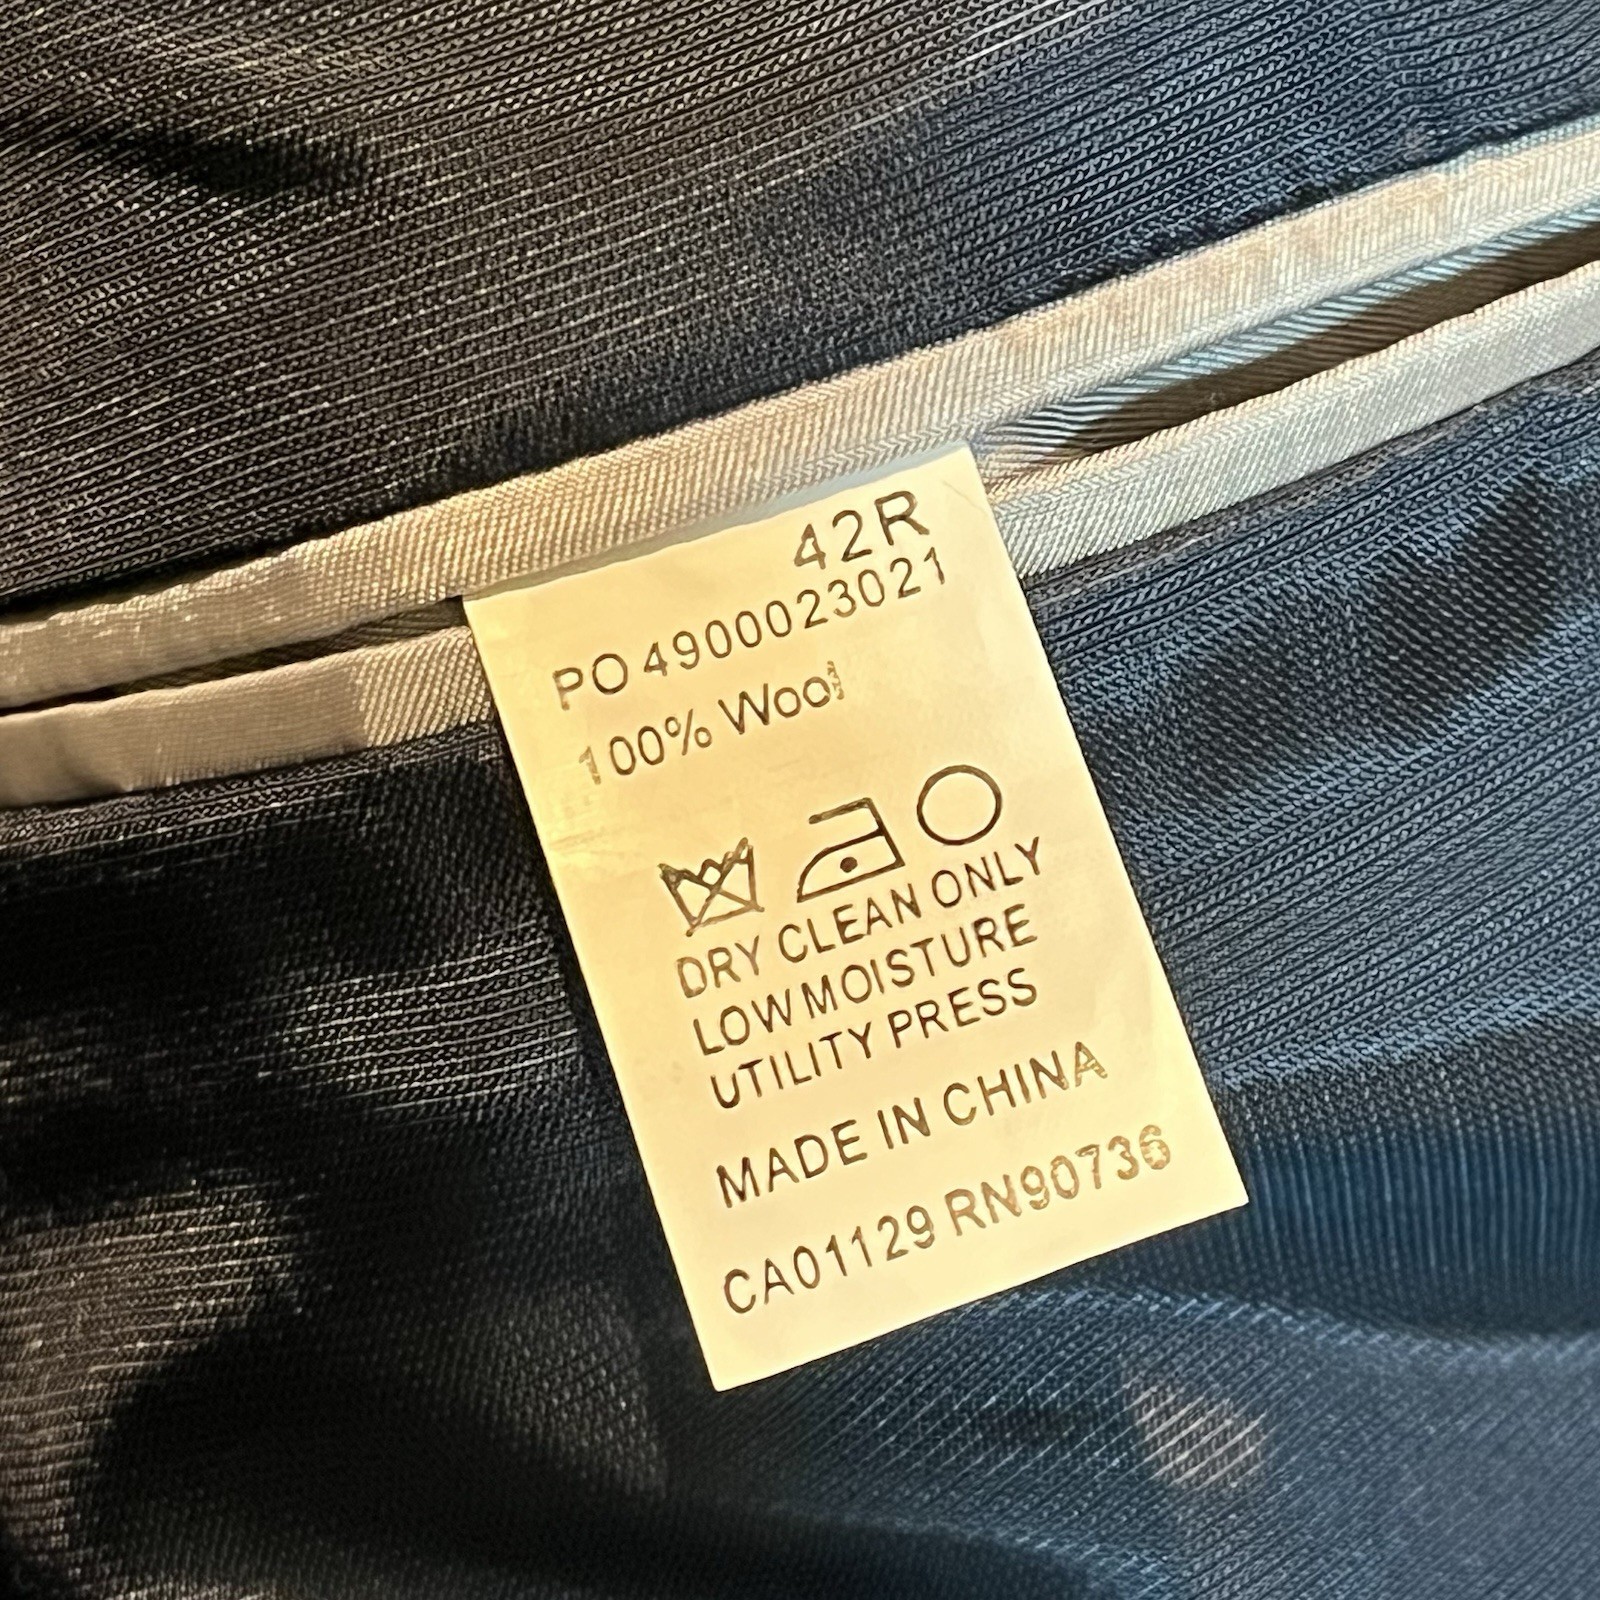 42R
PO 4900023021
100% Wool
DRY CLEAN ONLY
LOW MOISTURE
UTILITY PRESS
MADE IN CHINA
CA01129 RN90736